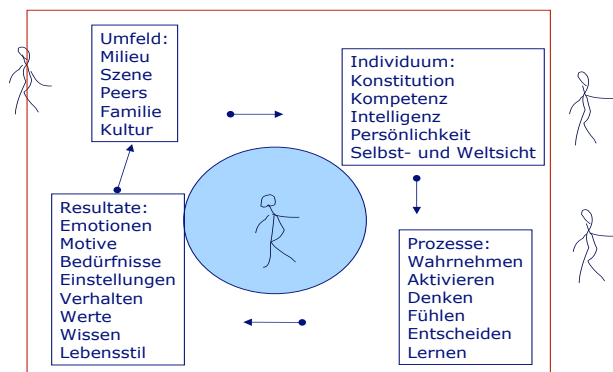 Umfeld:
Milieu
Szene
Peers
Familie
Kultur
Individuum:
Konstitution
Kompetenz
Intelligenz
Persönlichkeit
Selbst- und Weltsicht
Resultate:
Emotionen
Motive
Bedürfnisse
Einstellungen
Verhalten
Werte
Wissen
Lebensstil
Prozesse:
Wahrnehmen
Aktivieren
Denken
Fühlen
Entscheiden
Lernen